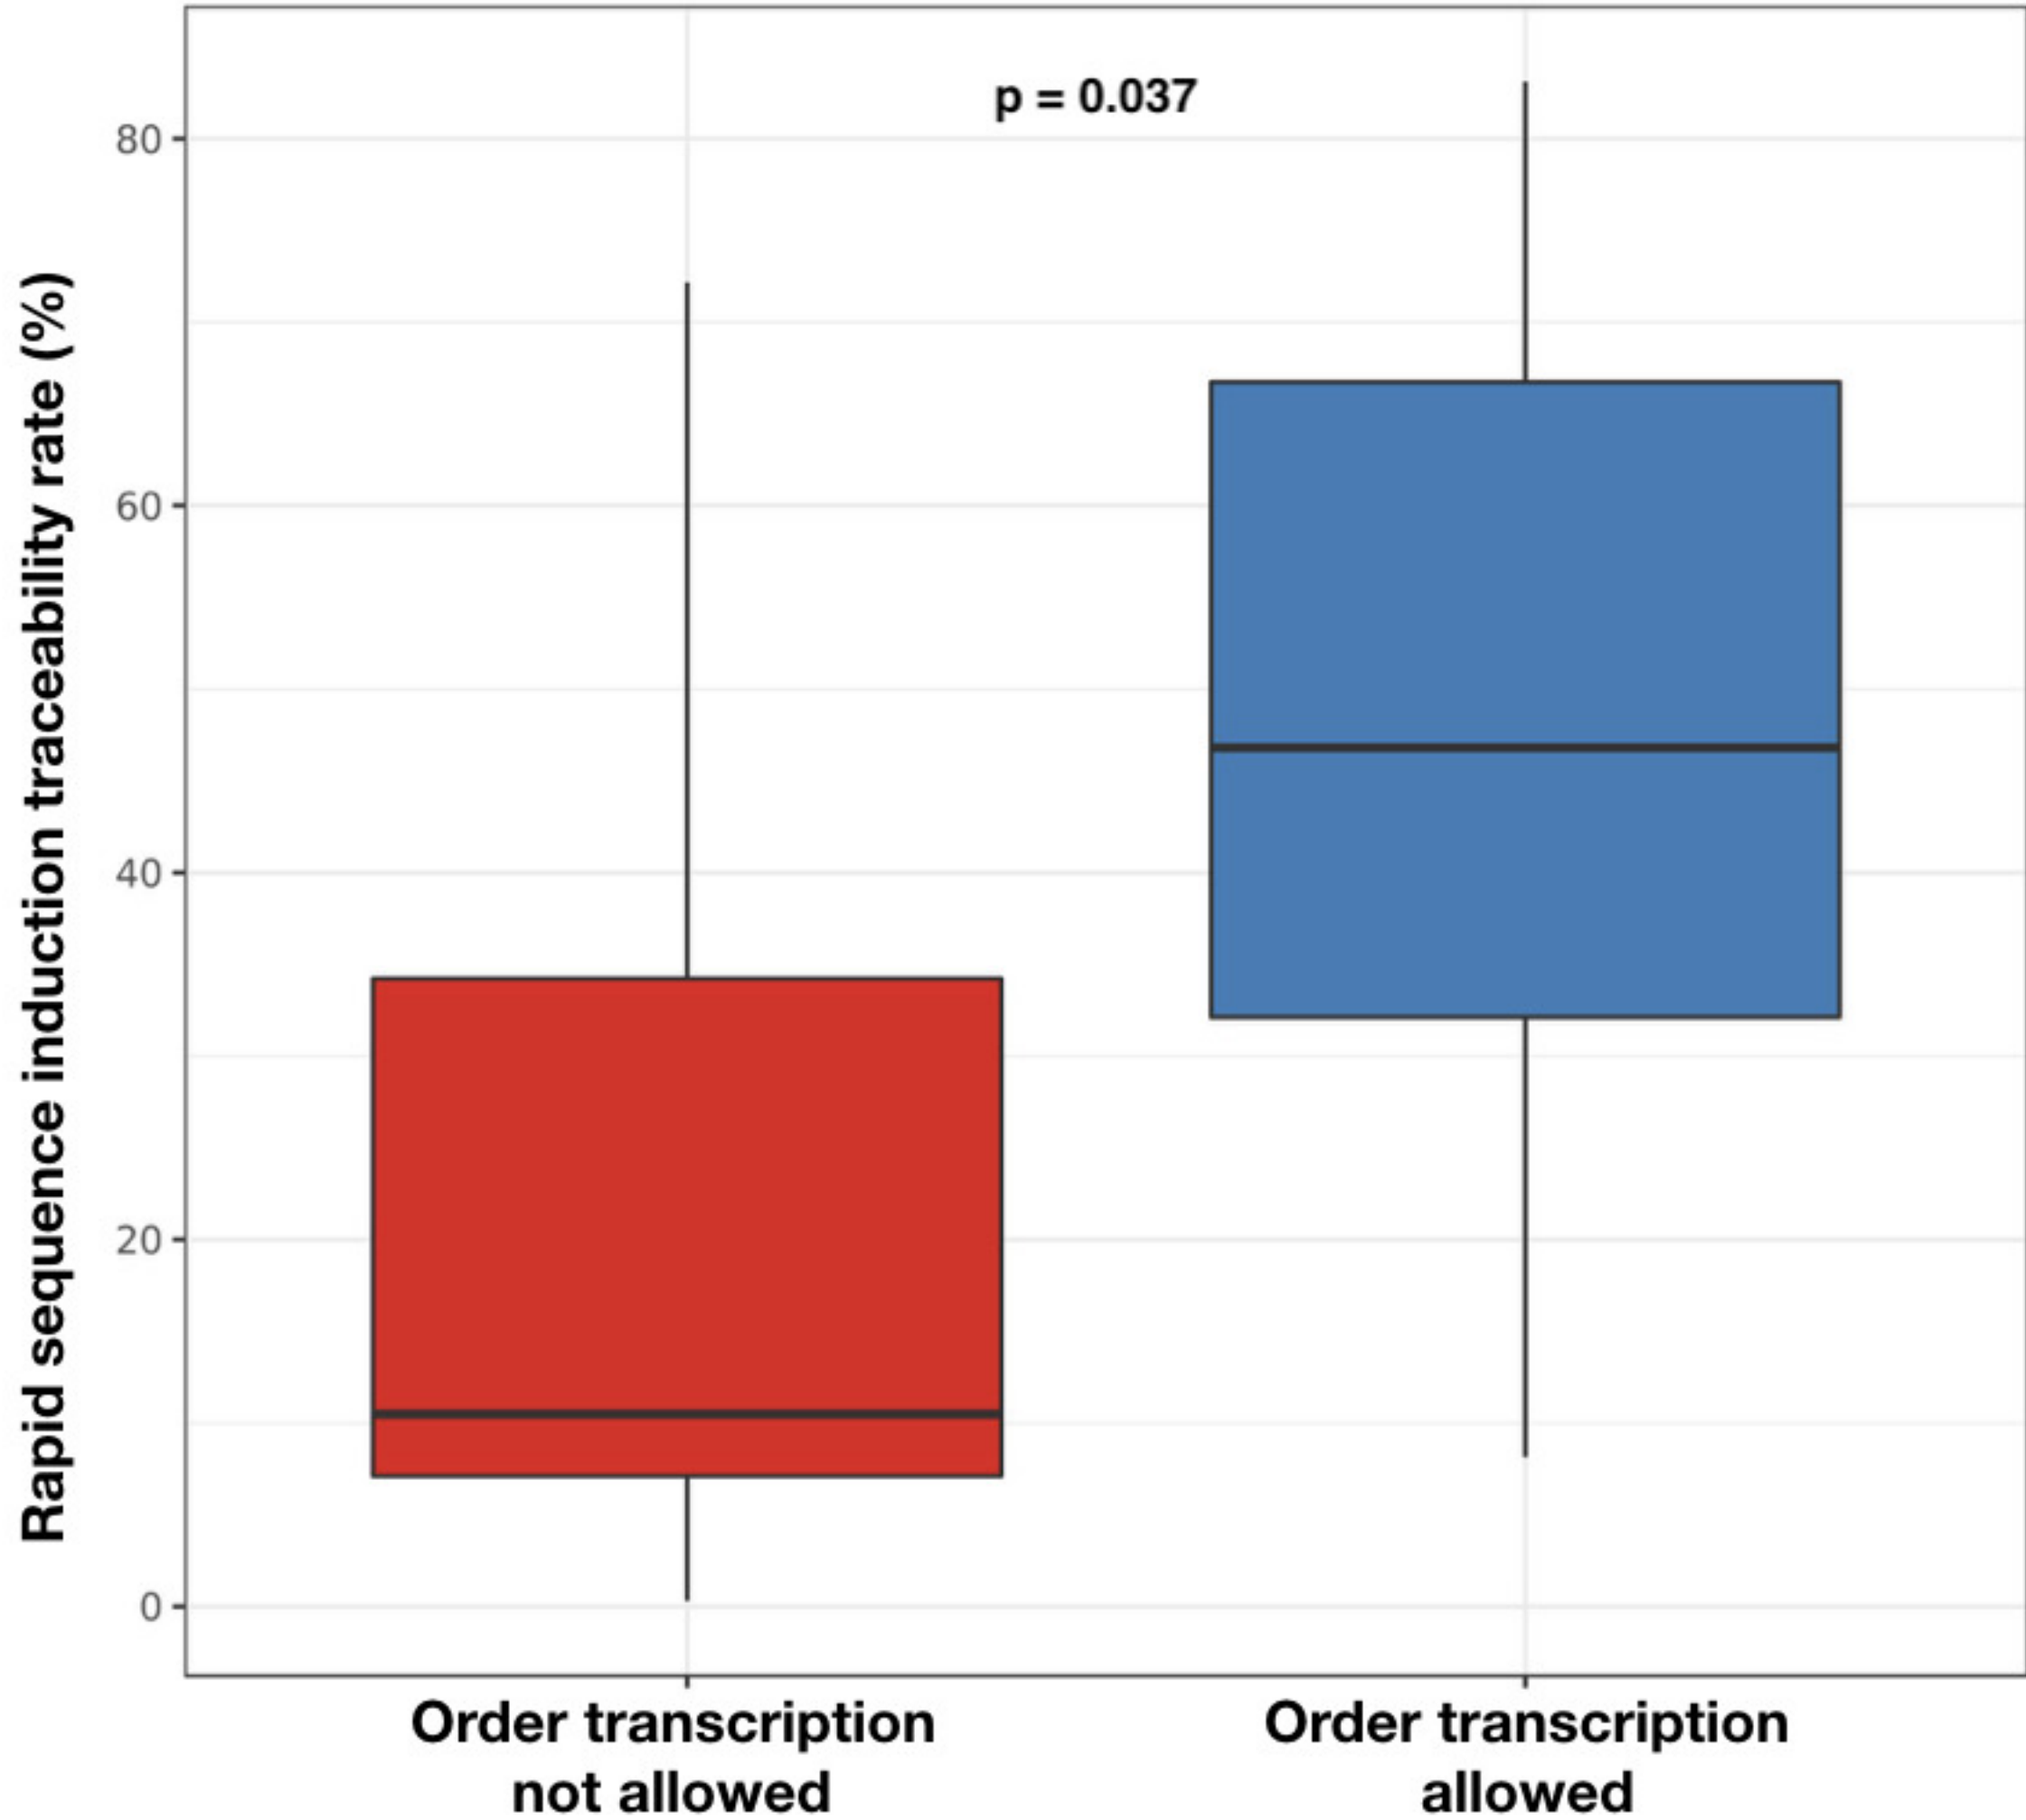 Rapid sequence induction traceability rate (%)
p = 0.037
80
60
40
20
0
Order transcription
not allowed
Order transcription
allowed